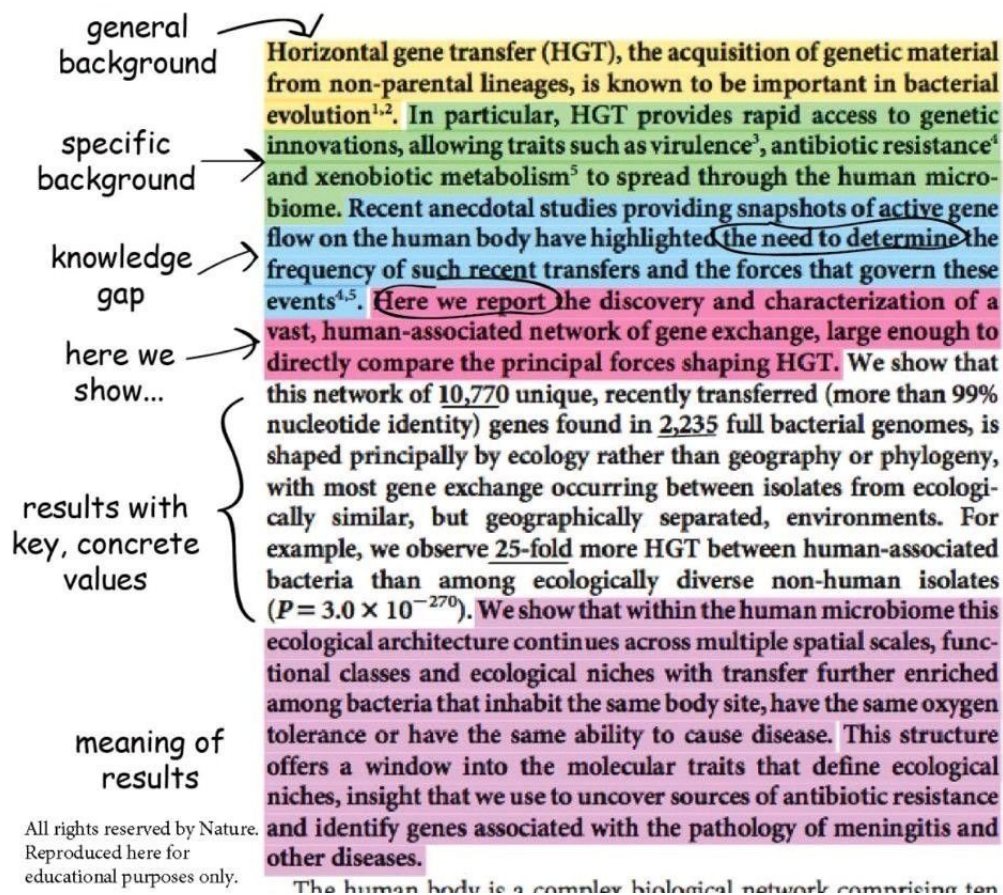 general
background
specific
background
knowledge
gap
here we
show...
results with
key, concrete
values
meaning of
results
All rights reserved by Nature.
Reproduced here for
educational purposes only.
Horizontal gene transfer (HGT), the acquisition of genetic material
from non-parental lineages, is known to be important in bacterial
evolution¹,². In particular, HGT provides rapid access to genetic
innovations, allowing traits such as virulence³, antibiotic resistance⁴
and xenobiotic metabolism⁵ to spread through the human micro-
biome. Recent anecdotal studies providing snapshots of active gene
flow on the human body have highlighted the need to determine the
frequency of such recent transfers and the forces that govern these
events⁴,⁵. Here we report the discovery and characterization of a
vast, human-associated network of gene exchange, large enough to
directly compare the principal forces shaping HGT. We show that
this network of 10,770 unique, recently transferred (more than 99%
nucleotide identity) genes found in 2,235 full bacterial genomes, is
shaped principally by ecology rather than geography or phylogeny,
with most gene exchange occurring between isolates from ecologi-
cally similar, but geographically separated, environments. For
example, we observe 25-fold more HGT between human-associated
bacteria than among ecologically diverse non-human isolates
(P = 3.0 × 10⁻²⁷⁰). We show that within the human microbiome this
ecological architecture continues across multiple spatial scales, func-
tional classes and ecological niches with transfer further enriched
among bacteria that inhabit the same body site, have the same oxygen
tolerance or have the same ability to cause disease. This structure
offers a window into the molecular traits that define ecological
niches, insight that we use to uncover sources of antibiotic resistance
and identify genes associated with the pathology of meningitis and
other diseases.
The human body is a complex biological network comprising ten